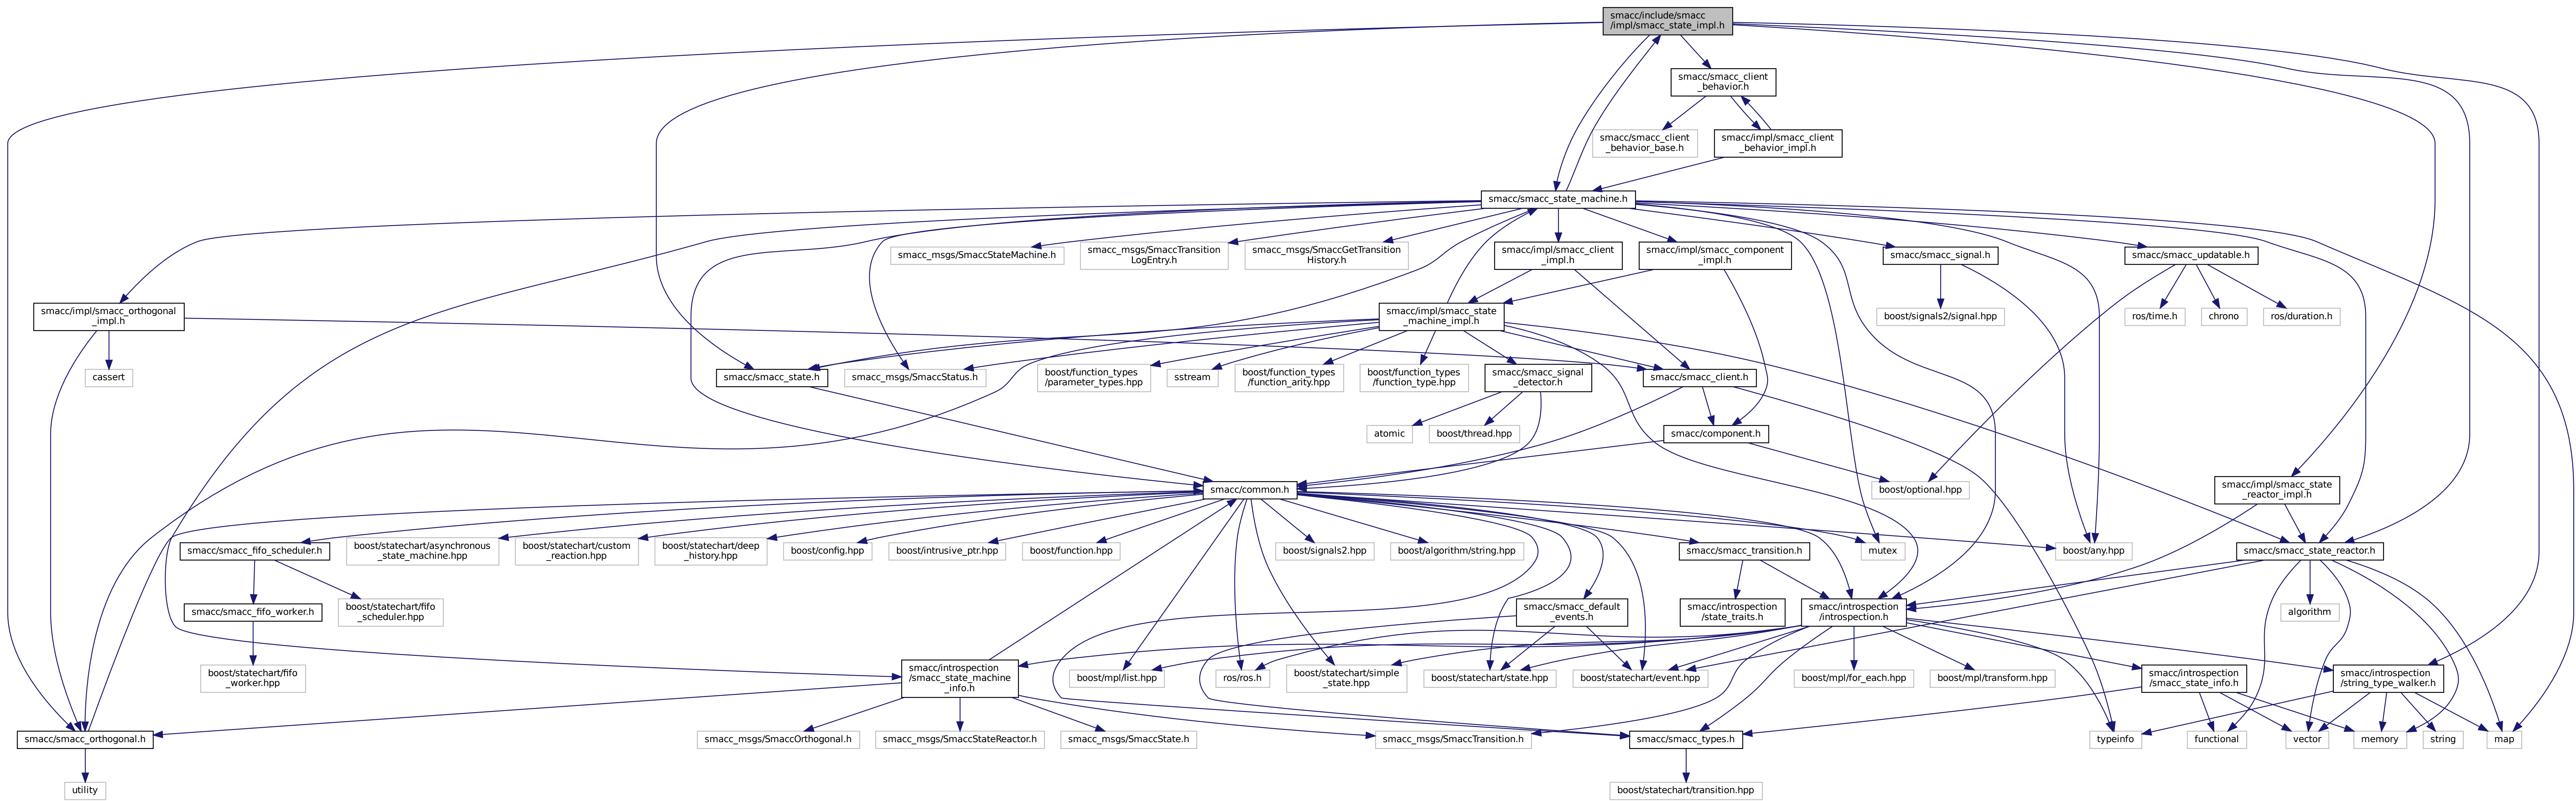 smacc/include/smacc
/impl/smacc_state_impl.h
smacc/smacc_client
_behavior.h
smacc/smacc_client
_behavior_base.h
smacc/impl/smacc_client
_behavior_impl.h
smacc/smacc_state_machine.h
smacc_msgs/SmaccStateMachine.h
smacc_msgs/SmaccTransition
LogEntry.h
smacc_msgs/SmaccGetTransition
History.h
smacc/impl/smacc_client
_impl.h
smacc/impl/smacc_component
_impl.h
smacc/smacc_signal.h
smacc/smacc_updatable.h
smacc/impl/smacc_orthogonal
_impl.h
smacc/impl/smacc_state
_machine_impl.h
boost/signals2/signal.hpp
ros/time.h
chrono
ros/duration.h
cassert
smacc/smacc_state.h
smacc_msgs/SmaccStatus.h
boost/function_types
/parameter_types.hpp
sstream
boost/function_types
/function_arity.hpp
boost/function_types
/function_type.hpp
smacc/smacc_signal
_detector.h
smacc/smacc_client.h
atomic
boost/thread.hpp
smacc/component.h
smacc/common.h
boost/optional.hpp
smacc/impl/smacc_state
_reactor_impl.h
smacc/smacc_fifo_scheduler.h
boost/statechart/asynchronous
_state_machine.hpp
boost/statechart/custom
_reaction.hpp
boost/statechart/deep
_history.hpp
boost/config.hpp
boost/intrusive_ptr.hpp
boost/function.hpp
boost/signals2.hpp
boost/algorithm/string.hpp
smacc/smacc_transition.h
mutex
boost/any.hpp
smacc/smacc_state_reactor.h
smacc/smacc_fifo_worker.h
boost/statechart/fifo
_scheduler.hpp
smacc/smacc_default
_events.h
smacc/introspection
/state_traits.h
smacc/introspection
/introspection.h
algorithm
boost/statechart/fifo
_worker.hpp
smacc/introspection
/smacc_state_machine
_info.h
boost/mpl/list.hpp
ros/ros.h
boost/statechart/simple
_state.hpp
boost/statechart/state.hpp
boost/statechart/event.hpp
boost/mpl/for_each.hpp
boost/mpl/transform.hpp
smacc/introspection
/smacc_state_info.h
smacc/introspection
/string_type_walker.h
smacc/smacc_orthogonal.h
smacc_msgs/SmaccOrthogonal.h
smacc_msgs/SmaccStateReactor.h
smacc_msgs/SmaccState.h
smacc_msgs/SmaccTransition.h
smacc/smacc_types.h
typeinfo
functional
vector
memory
string
map
utility
boost/statechart/transition.hpp